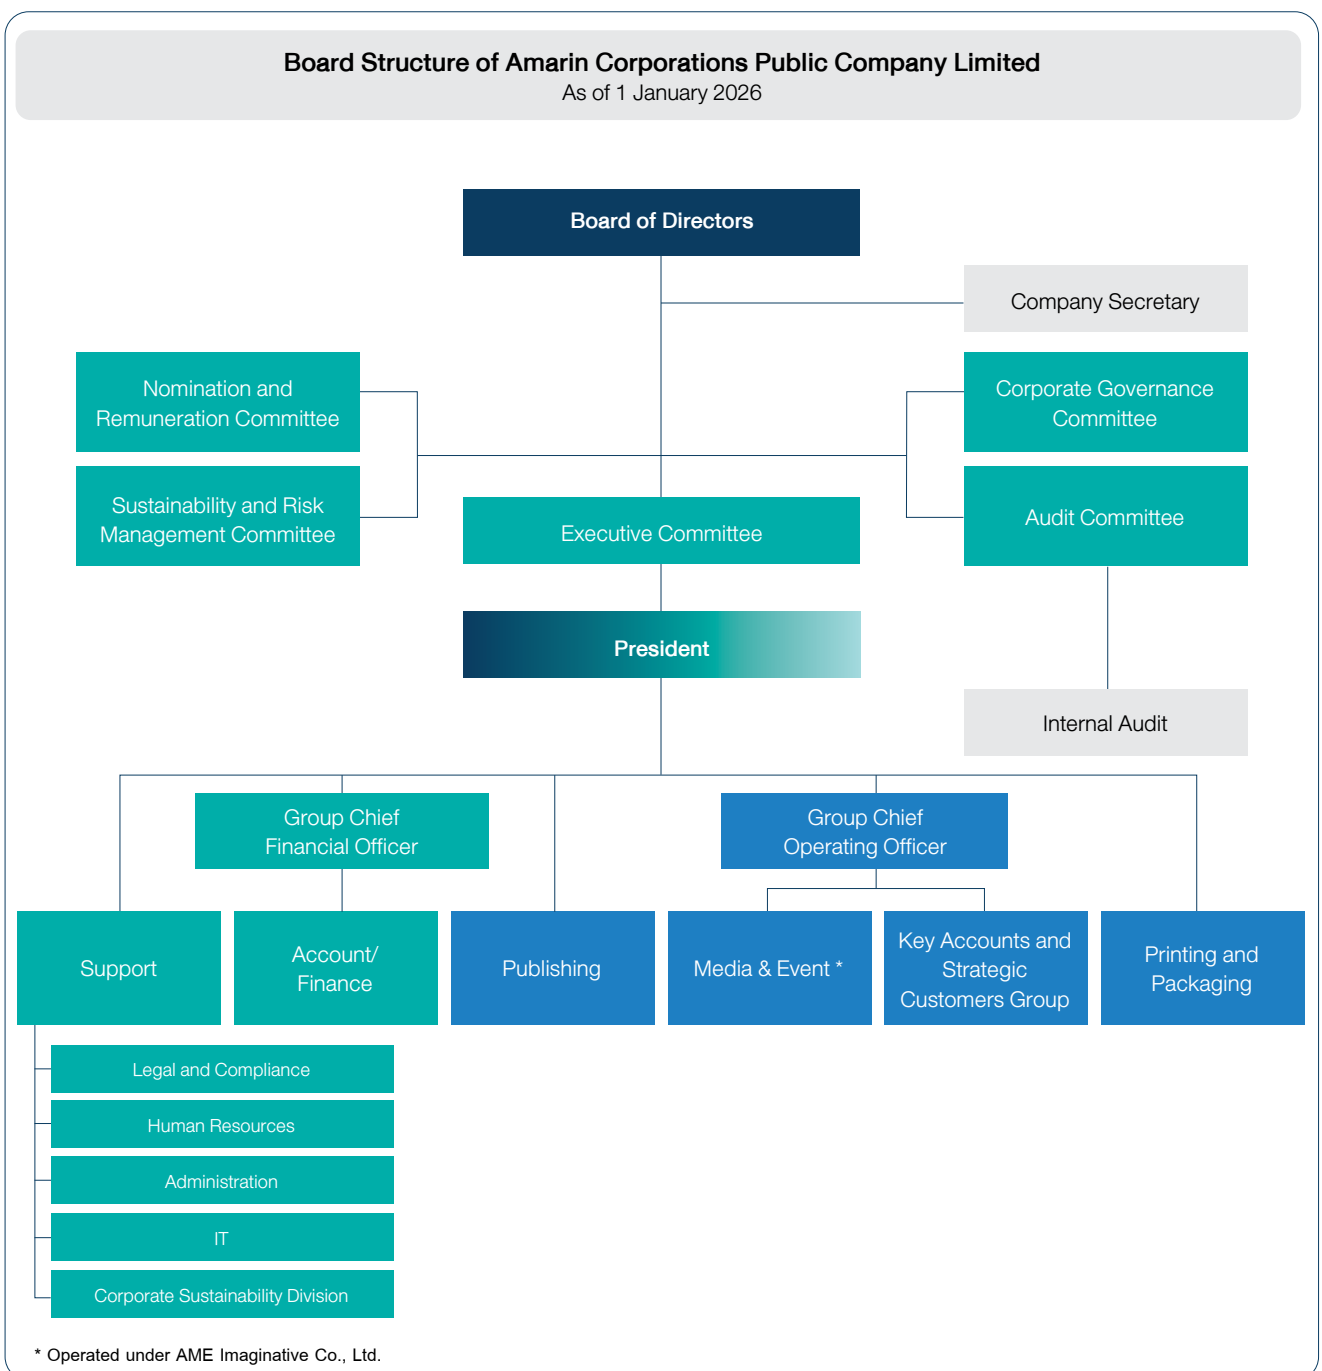 Board Structure of Amarin Corporations Public Company Limited
As of 1 January 2026
Board of Directors
Company Secretary
Nomination and
Remuneration Committee
Corporate Governance
Committee
Sustainability and Risk
Management Committee
Executive Committee
Audit Committee
President
Internal Audit
Group Chief
Financial Officer
Group Chief
Operating Officer
Support
Account/
Finance
Publishing
Media & Event *
Key Accounts and
Strategic
Customers Group
Printing and
Packaging
Legal and Compliance
Human Resources
Administration
IT
Corporate Sustainability Division
* Operated under AME Imaginative Co., Ltd.